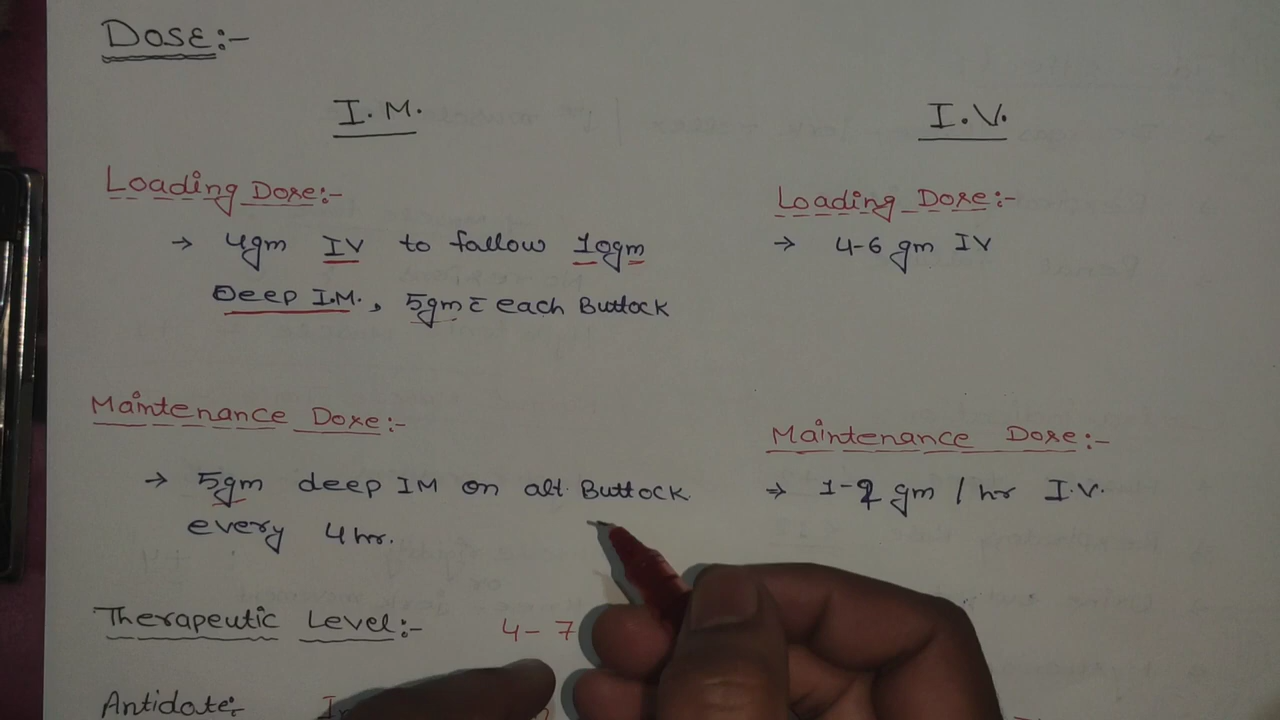 Dose:-
I.M.
Loading Dose:-
→ 4gm IV to fallow 10gm
Deep I.M., 5gm c̄ each Buttock
Maintenance Dose:-
→ 5gm deep IM on alt. Buttock
every 4 hr.
I.V.
Loading Dose:-
→ 4-6 gm IV
Maintenance Dose:-
→ 1-2 gm / hr I.V.
Therapeutic Level:- 4-7
Antidate:-